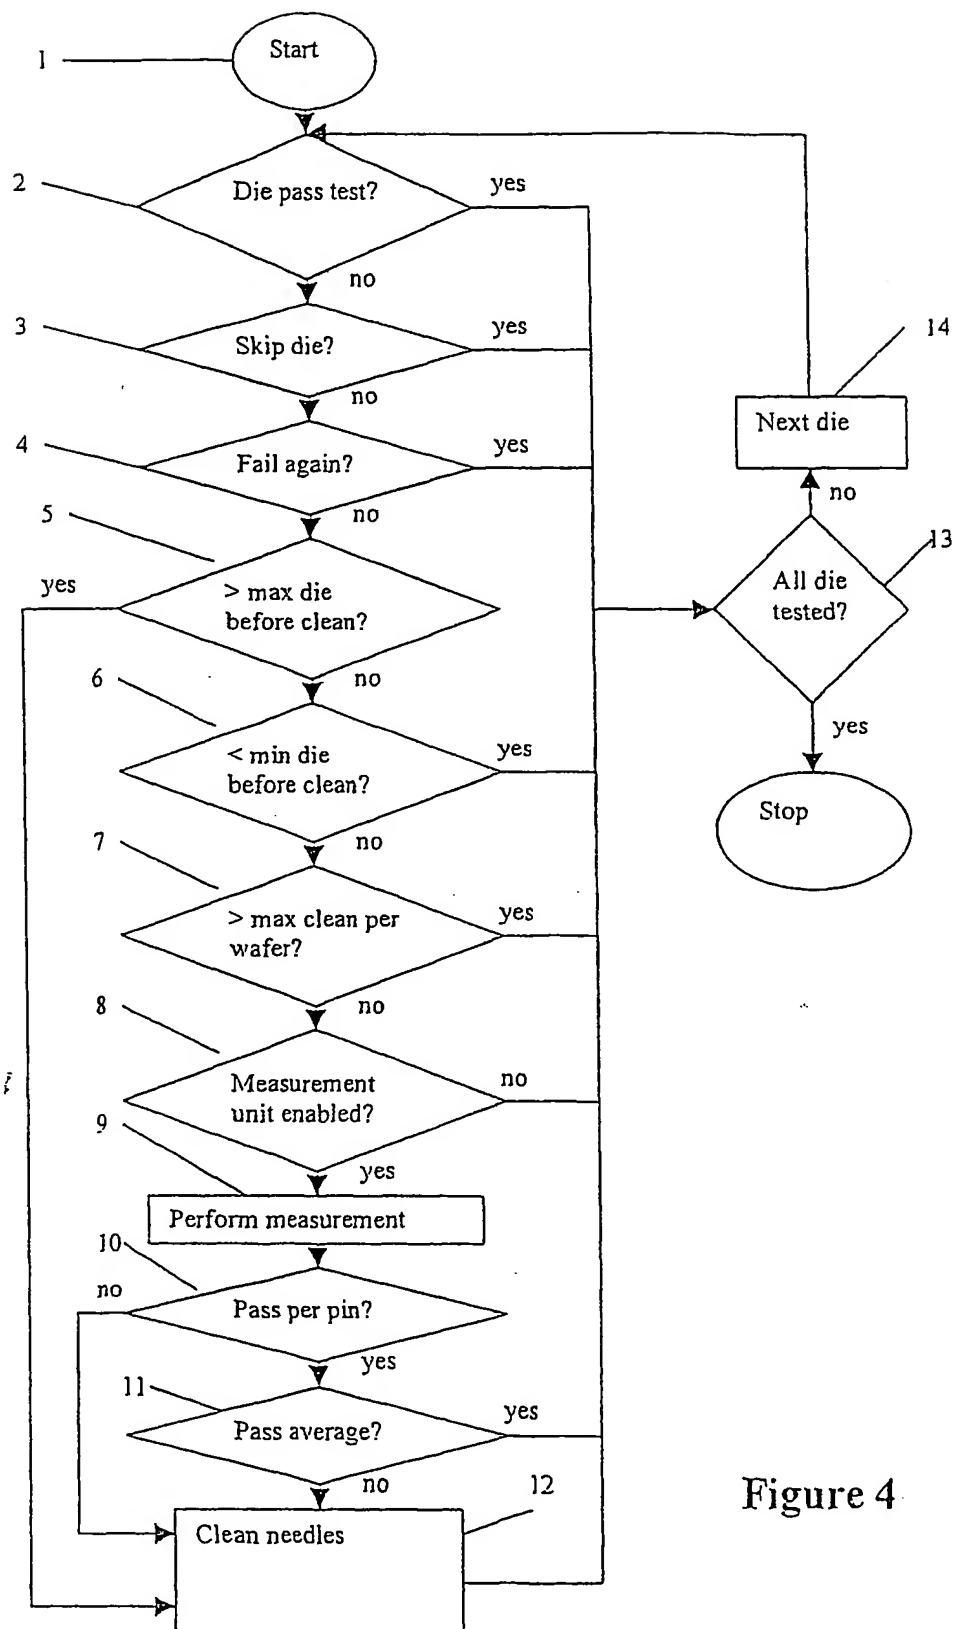 1
Start
2
Die pass test?
yes
no
3
Skip die?
yes
no
4
Fail again?
yes
no
5
yes
> max die
before clean?
no
6
< min die
before clean?
yes
no
7
> max clean per
wafer?
yes
no
8
Measurement
unit enabled?
no
yes
9
Perform measurement
10
no
Pass per pin?
yes
11
Pass average?
yes
no
12
Clean needles
14
Next die
no
13
All die
tested?
yes
Stop
Figure 4